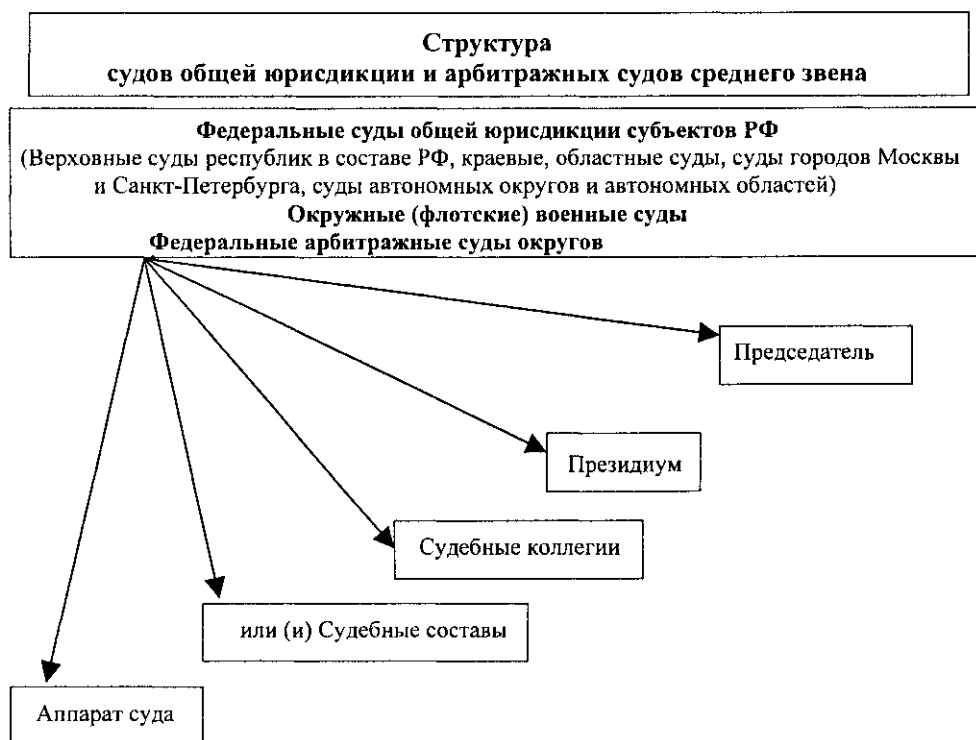 Структура
судов общей юрисдикции и арбитражных судов среднего звена
Федеральные суды общей юрисдикции субъектов РФ
(Верховные суды республик в составе РФ, краевые, областные суды, суды городов Москвы
и Санкт-Петербурга, суды автономных округов и автономных областей)
Окружные (флотские) военные суды
Федеральные арбитражные суды округов
Председатель
Президиум
Судебные коллегии
или (и) Судебные составы
Аппарат суда